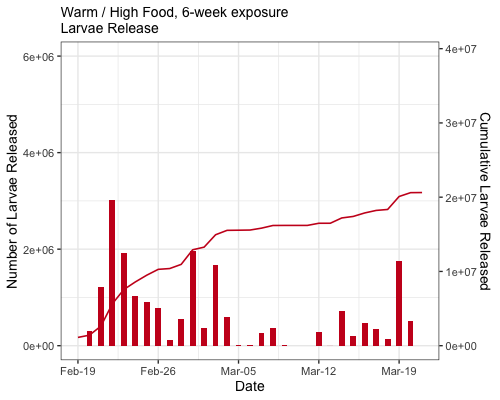 Warm / High Food, 6-week exposure
Larvae Release
Number of Larvae Released
6e+06
4e+06
2e+06
0e+00
4e+07
3e+07
2e+07
1e+07
0e+00
Cumulative Larvae Released
Feb-19
Feb-26
Mar-05
Mar-12
Mar-19
Date